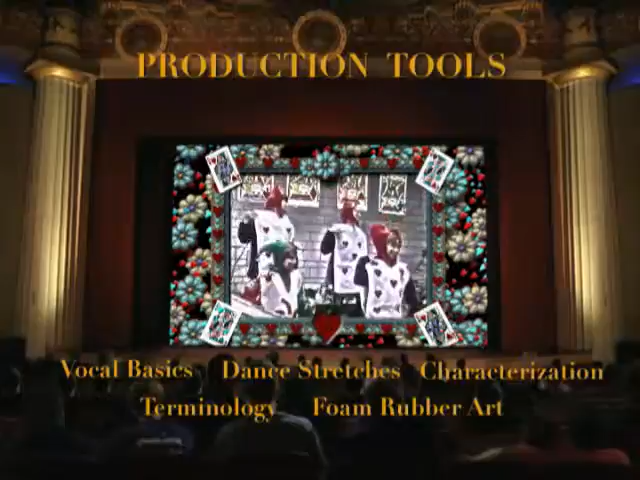 PRODUCTION TOOLS
Vocal Basics Dance Stretches Characterization
Terminology Foam Rubber Art